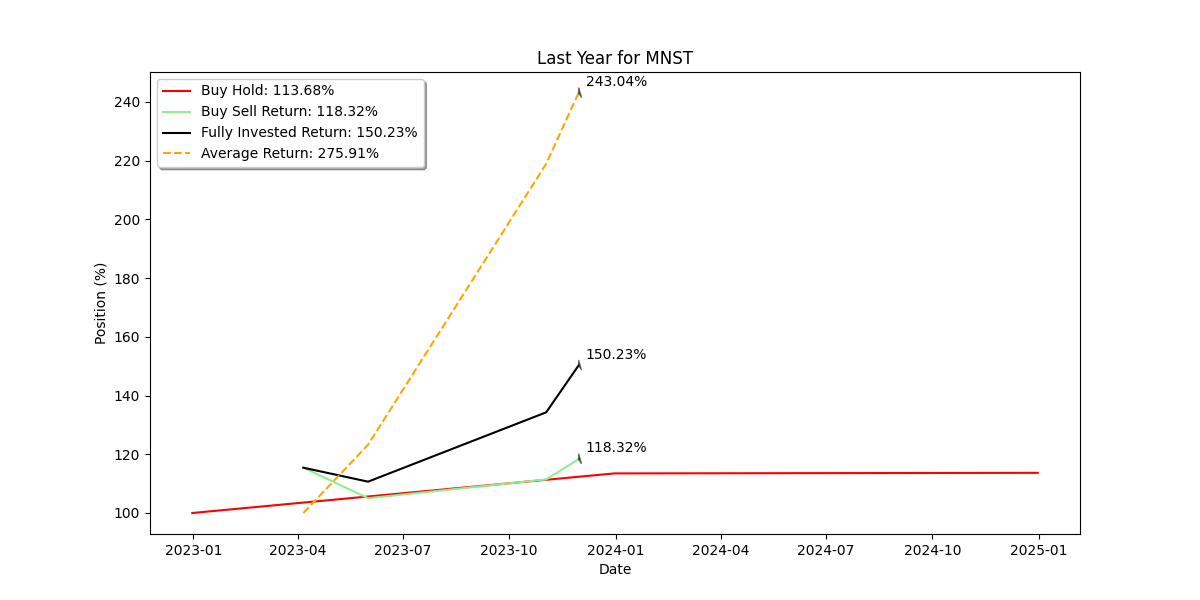 Last Year for MNST
Buy Hold: 113.68%
Buy Sell Return: 118.32%
Fully Invested Return: 150.23%
Average Return: 275.91%
243.04%
150.23%
118.32%
Position (%)
240
220
200
180
160
140
120
100
2023-01
2023-04
2023-07
2023-10
2024-01
2024-04
2024-07
2024-10
2025-01
Date